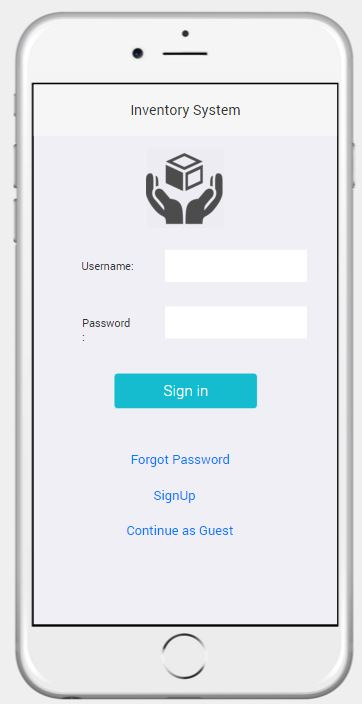 Inventory System
Username:
Password
:
Sign in
Forgot Password
SignUp
Continue as Guest